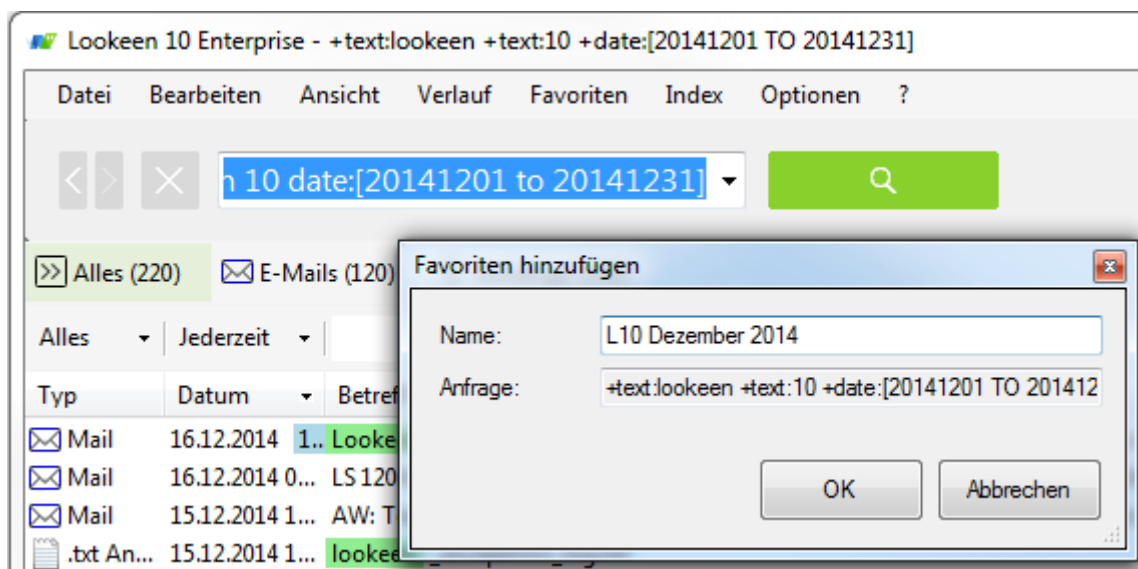 Lookeen 10 Enterprise - +text:lookeen +text:10 +date:[20141201 TO 20141231]
Datei Bearbeiten Ansicht Verlauf Favoriten Index Optionen ?
n 10 date:[20141201 to 20141231]
Alles (220) E-Mails (120)
Favoriten hinzufügen
Alles Jederzeit
Name: L10 Dezember 2014
Anfrage: +text:lookeen +text:10 +date:[20141201 TO 201412
Typ Datum Betref
Mail 16.12.2014 1.. Looke
Mail 16.12.2014 0... LS 120
OK Abbrechen
Mail 15.12.2014 1... AW: T
.txt An... 15.12.2014 1... lookee